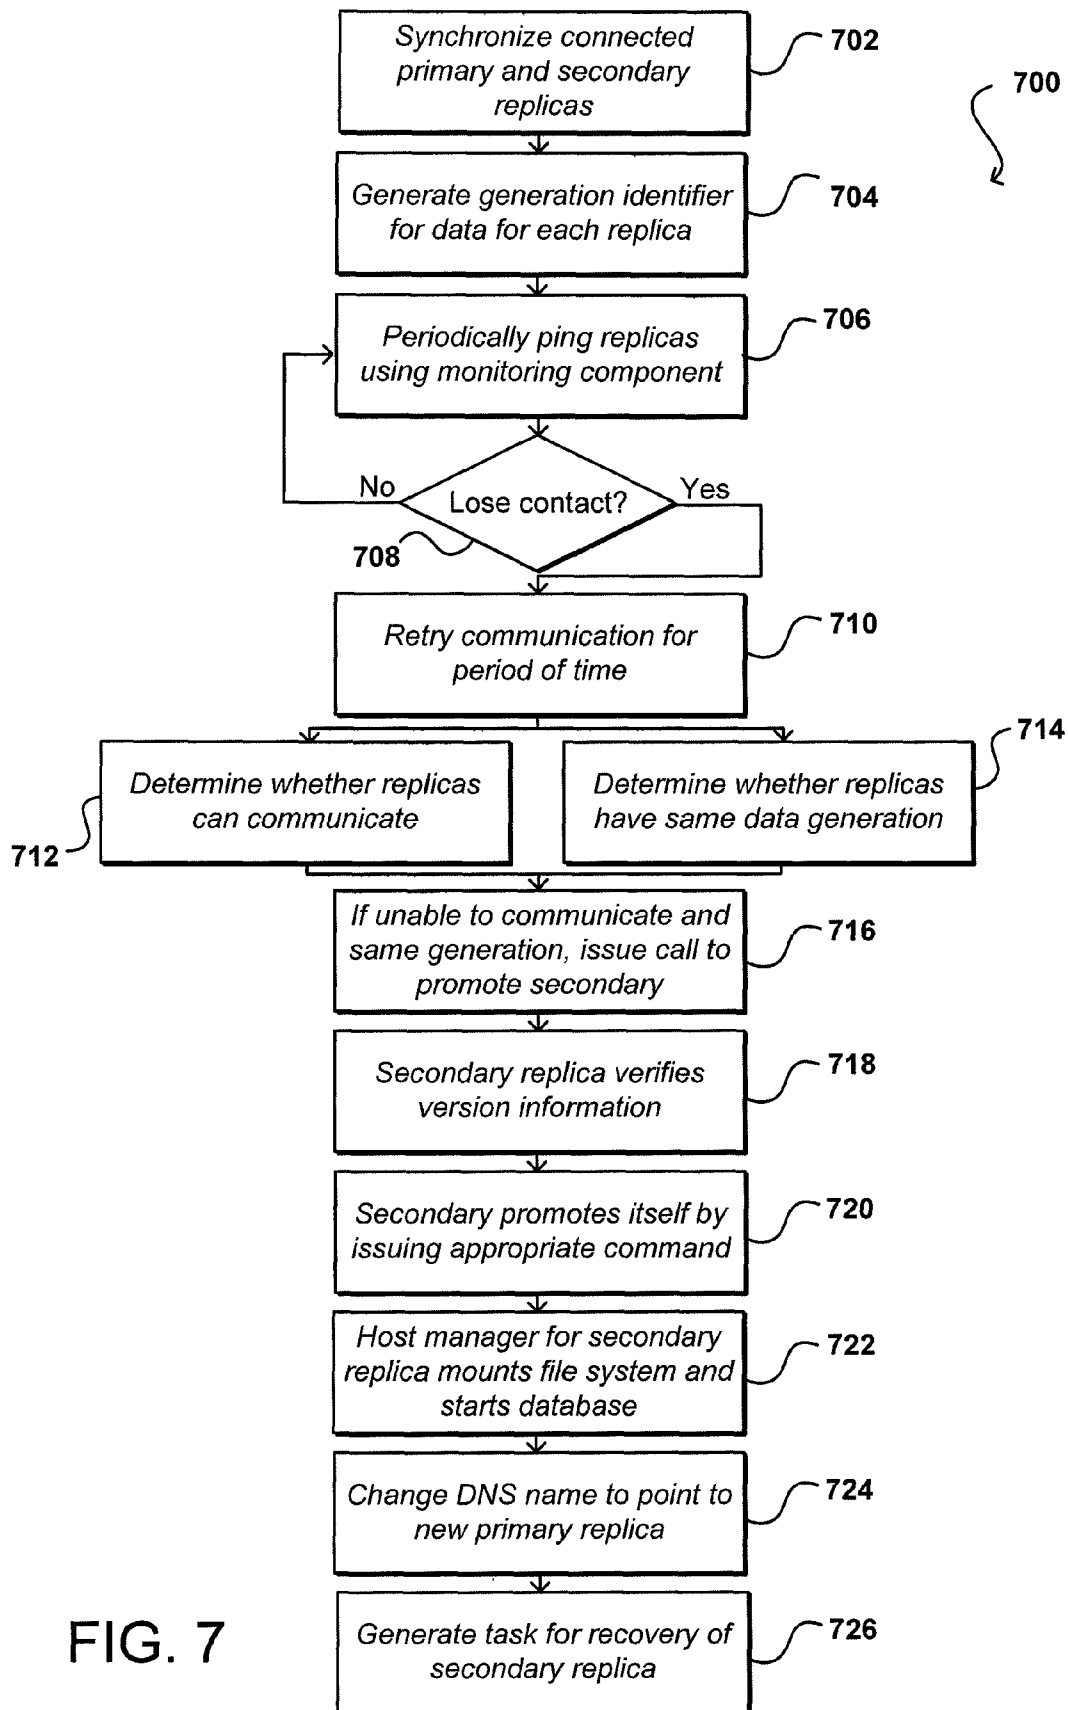 Synchronize connected
primary and secondary
replicas
702
700
Generate generation identifier
for data for each replica
704
Periodically ping replicas
using monitoring component
706
No
Lose contact?
Yes
708
Retry communication for
period of time
710
Determine whether replicas
can communicate
712
Determine whether replicas
have same data generation
714
If unable to communicate and
same generation, issue call to
promote secondary
716
Secondary replica verifies
version information
718
Secondary promotes itself by
issuing appropriate command
720
Host manager for secondary
replica mounts file system and
starts database
722
Change DNS name to point to
new primary replica
724
Generate task for recovery of
secondary replica
726
FIG. 7